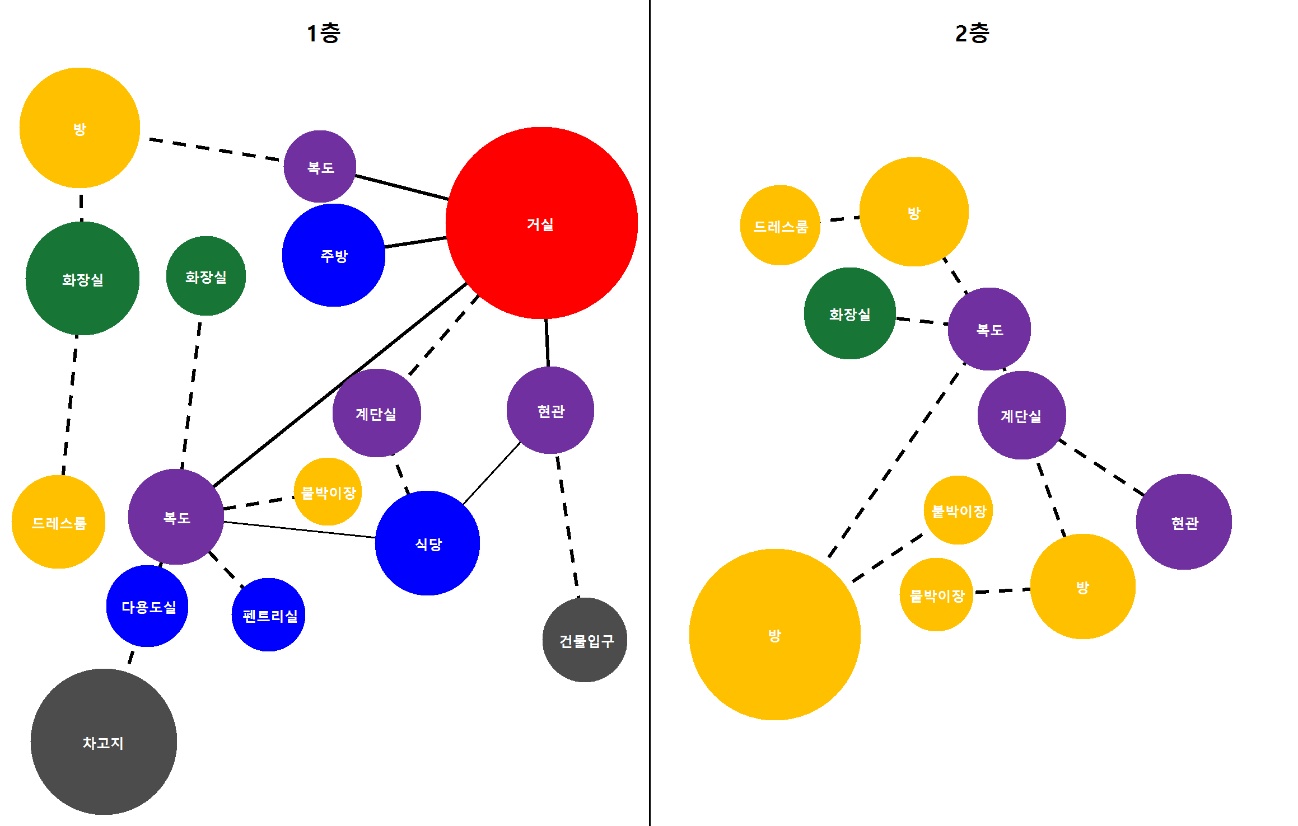 1층
방
복도
거실
주방
화장실
화장실
계단실
현관
붙박이장
드레스룸
복도
식당
다용도실
펜트리실
건물입구
차고지
2층
방
드레스룸
화장실
복도
계단실
붙박이장
현관
붙박이장
방
방